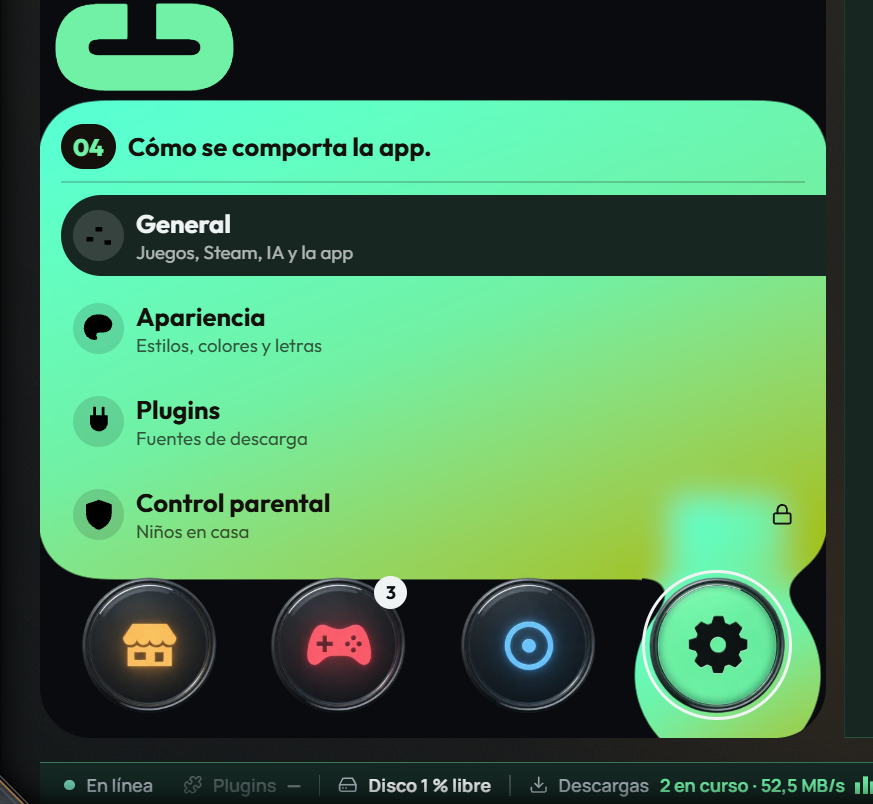 04 Cómo se comporta la app.
General
Juegos, Steam, IA y la app
Apariencia
Estilos, colores y letras
Plugins
Fuentes de descarga
Control parental
Niños en casa
3
En línea Plugins — Disco 1 % libre Descargas 2 en curso · 52,5 MB/s